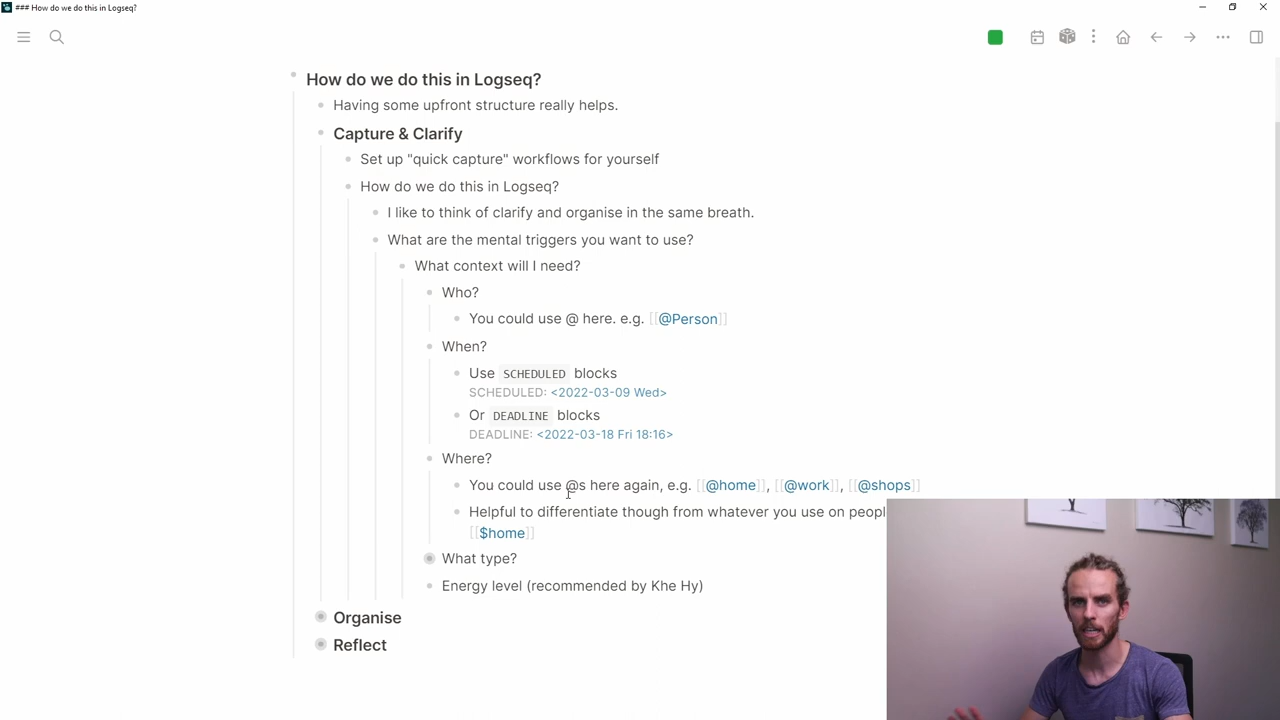 ### How do we do this in Logseq?
How do we do this in Logseq?
Having some upfront structure really helps.
Capture & Clarify
Set up "quick capture" workflows for yourself
How do we do this in Logseq?
I like to think of clarify and organise in the same breath.
What are the mental triggers you want to use?
What context will I need?
Who?
You could use @ here. e.g. [[@Person]]
When?
Use SCHEDULED blocks
SCHEDULED: <2022-03-09 Wed>
Or DEADLINE blocks
DEADLINE: <2022-03-18 Fri 18:16>
Where?
You could use @s here again, e.g. [[@home]], [[@work]], [[@shops]]
Helpful to differentiate though from whatever you use on peopl
[[$home]]
What type?
Energy level (recommended by Khe Hy)
Organise
Reflect